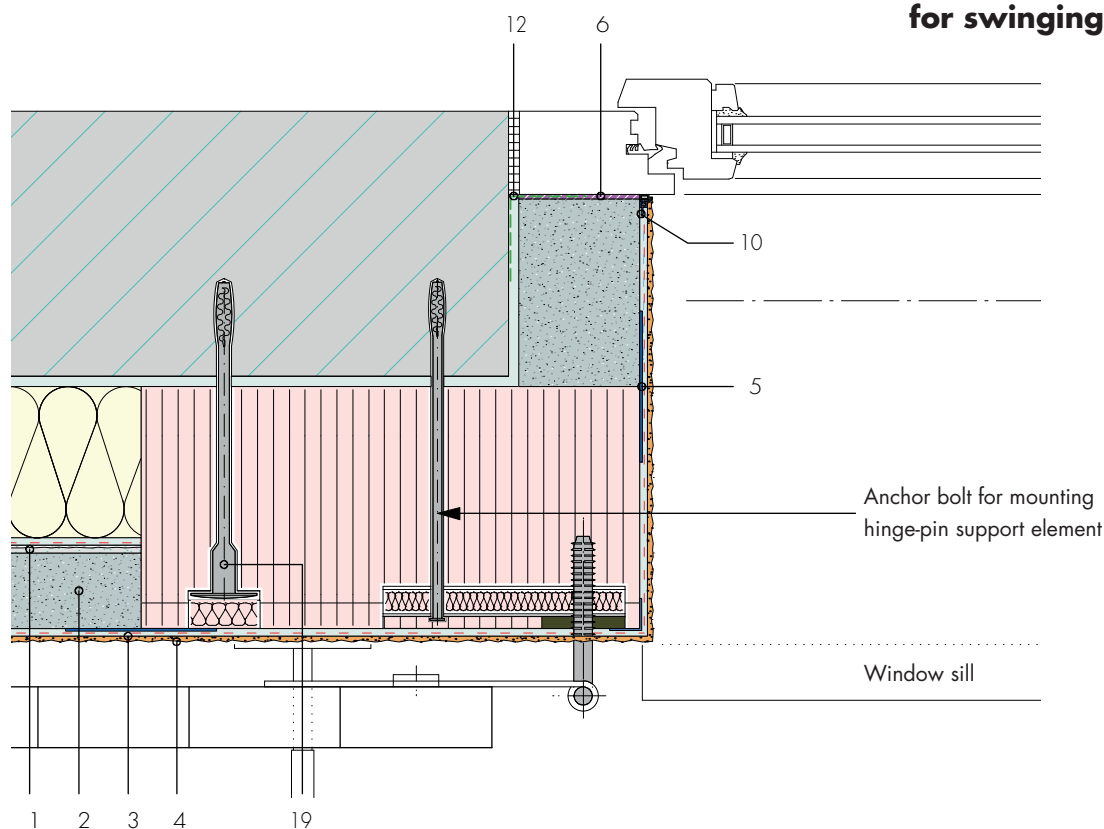 for swinging
12
6
10
5
Anchor bolt for mounting
hinge-pin support element
Window sill
1
2
3
4
19